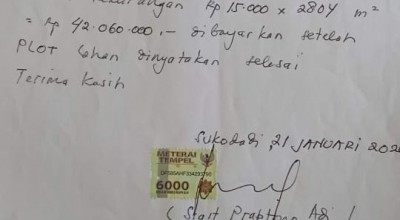 Rp 15.000 x 2804 m²
= Rp 42.060.000,- dibayarkan setelah
PLOT lahan dinyatakan selesai
Terima kasih
Sukodadi, 21 JANUARI 202
METERAI
TEMPEL
6000